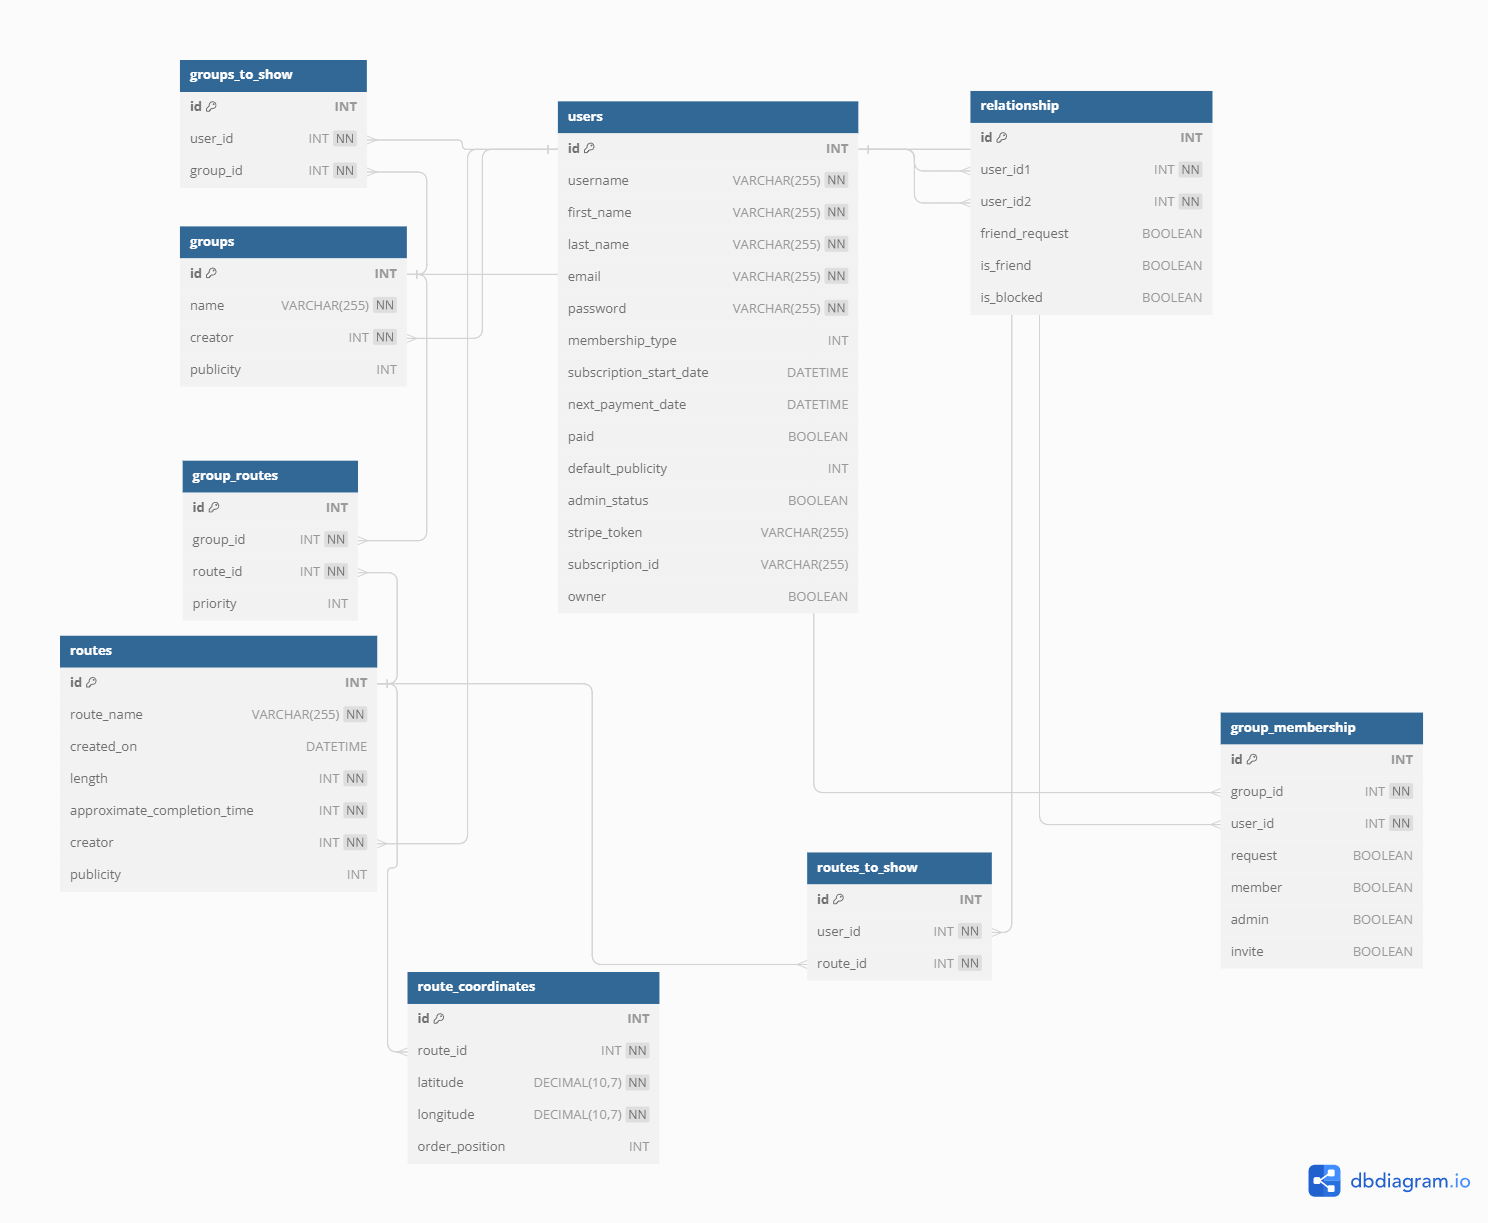 groups_to_show
id INT
user_id INT NN
group_id INT NN
groups
id INT
name VARCHAR(255) NN
creator INT NN
publicity INT
group_routes
id INT
group_id INT NN
route_id INT NN
priority INT
routes
id INT
route_name VARCHAR(255) NN
created_on DATETIME
length INT NN
approximate_completion_time INT NN
creator INT NN
publicity INT
users
id INT
username VARCHAR(255) NN
first_name VARCHAR(255) NN
last_name VARCHAR(255) NN
email VARCHAR(255) NN
password VARCHAR(255) NN
membership_type INT
subscription_start_date DATETIME
next_payment_date DATETIME
paid BOOLEAN
default_publicity INT
admin_status BOOLEAN
stripe_token VARCHAR(255)
subscription_id VARCHAR(255)
owner BOOLEAN
relationship
id INT
user_id1 INT NN
user_id2 INT NN
friend_request BOOLEAN
is_friend BOOLEAN
is_blocked BOOLEAN
group_membership
id INT
group_id INT NN
user_id INT NN
request BOOLEAN
member BOOLEAN
admin BOOLEAN
invite BOOLEAN
routes_to_show
id INT
user_id INT NN
route_id INT NN
route_coordinates
id INT
route_id INT NN
latitude DECIMAL(10,7) NN
longitude DECIMAL(10,7) NN
order_position INT
dbdiagram.io